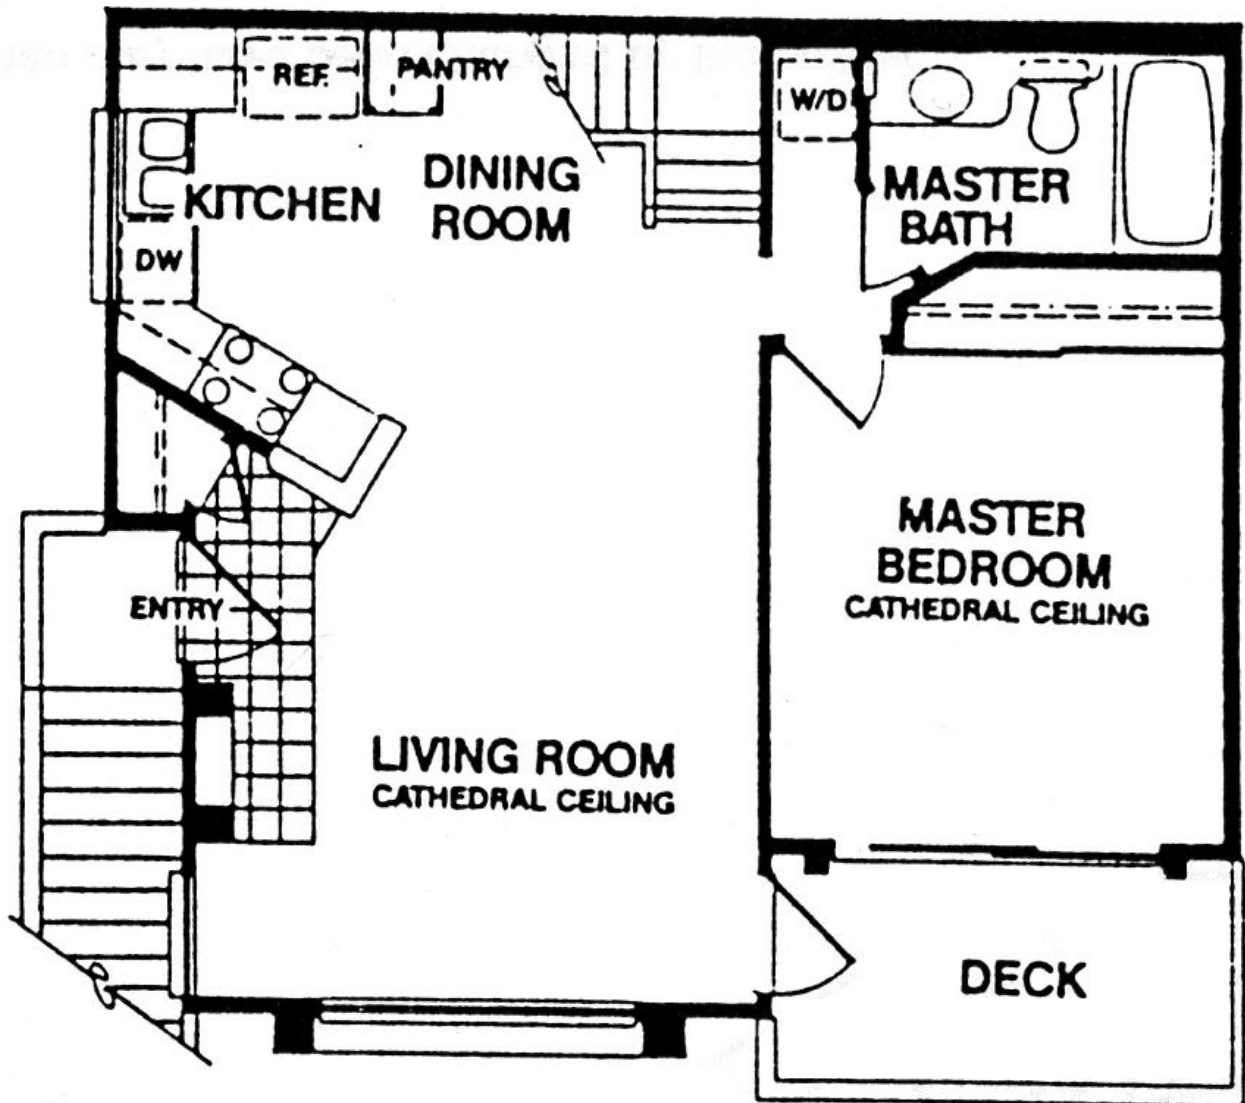 REF.
PANTRY
W/D
KITCHEN
DINING
ROOM
MASTER
BATH
DW
MASTER
BEDROOM
CATHEDRAL CEILING
ENTRY
LIVING ROOM
CATHEDRAL CEILING
DECK